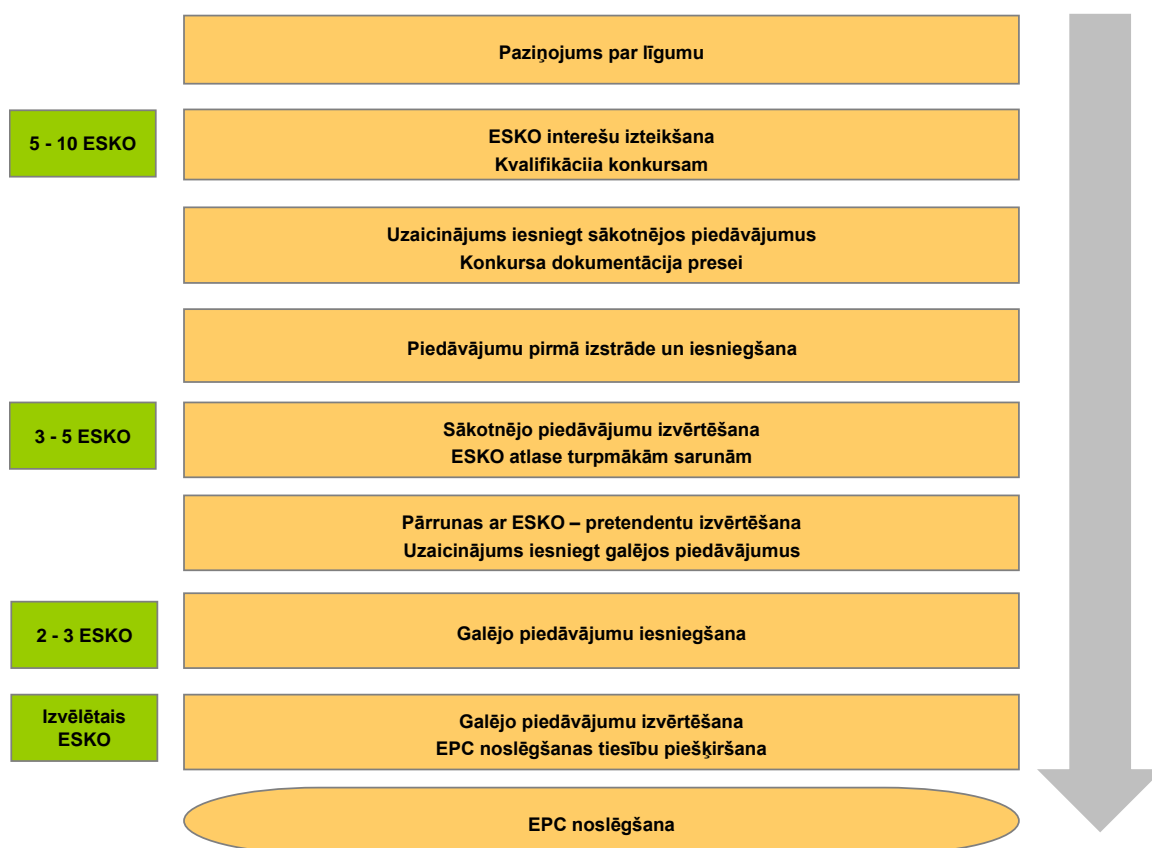 Paziņojums par līgumu
5 - 10 ESKO
ESKO interešu izteikšana
Kvalifikāciia konkursam
Uzaicinājums iesniegt sākotnējos piedāvājumus
Konkursa dokumentācija presei
Piedāvājumu pirmā izstrāde un iesniegšana
3 - 5 ESKO
Sākotnējo piedāvājumu izvērtēšana
ESKO atlase turpmākām sarunām
Pārrunas ar ESKO – pretendentu izvērtēšana
Uzaicinājums iesniegt galējos piedāvājumus
2 - 3 ESKO
Galējo piedāvājumu iesniegšana
Izvēlētais
ESKO
Galējo piedāvājumu izvērtēšana
EPC noslēgšanas tiesību piešķiršana
EPC noslēgšana